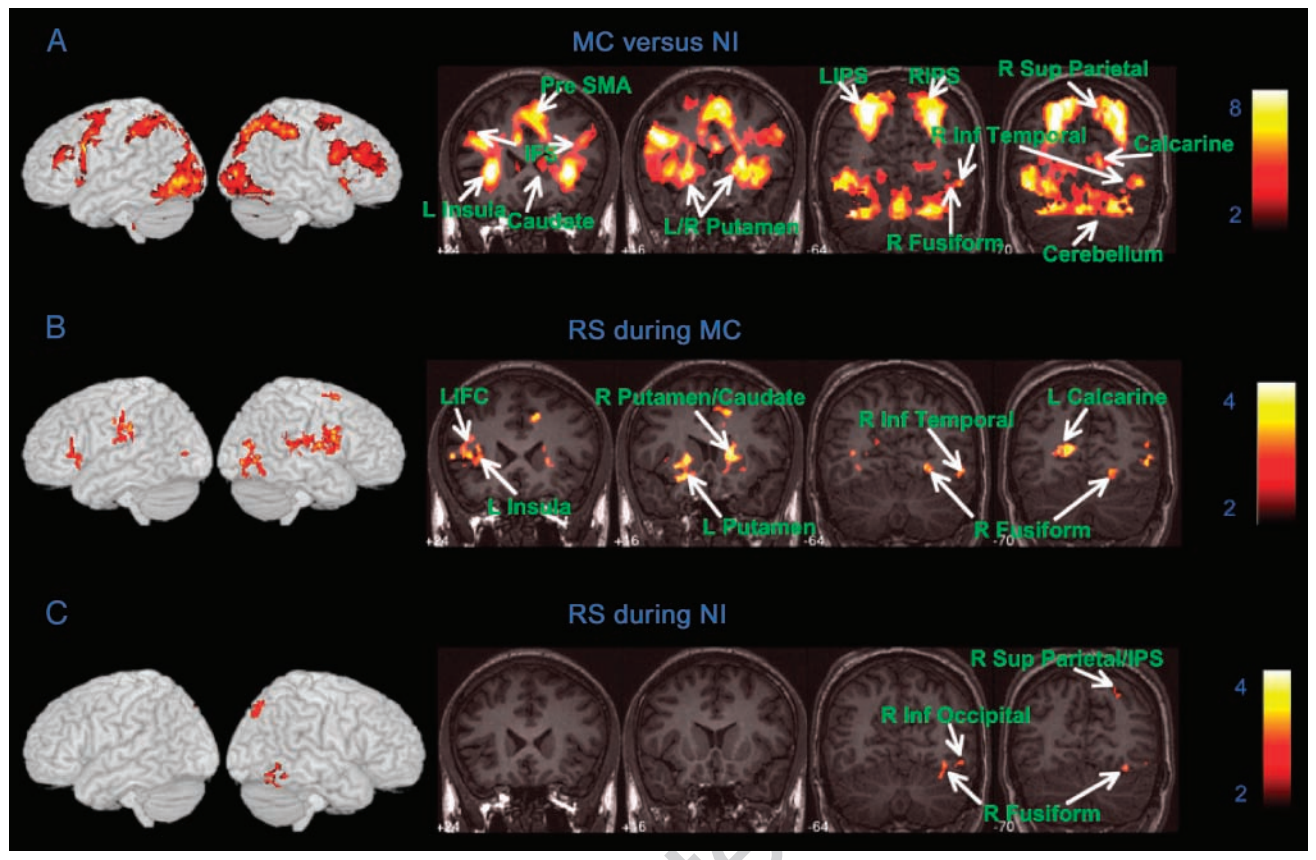 A
MC versus NI
Pre SMA
LIPS
RIPS
R Sup Parietal
8
R Inf Temporal
Calcarine
IFS
L Insula
Caudate
L/R Putamen
R Fusiform
Cerebellum
2
+24
-64
B
RS during MC
LIFC
R Putamen/Caudate
R Inf Temporal
L Calcarine
4
L Insula
L Putamen
R Fusiform
2
+24
+16
-64
-70
C
RS during NI
R Sup Parietal/IPS
4
R Inf Occipital
R Fusiform
2
+24
+16
-64
-70